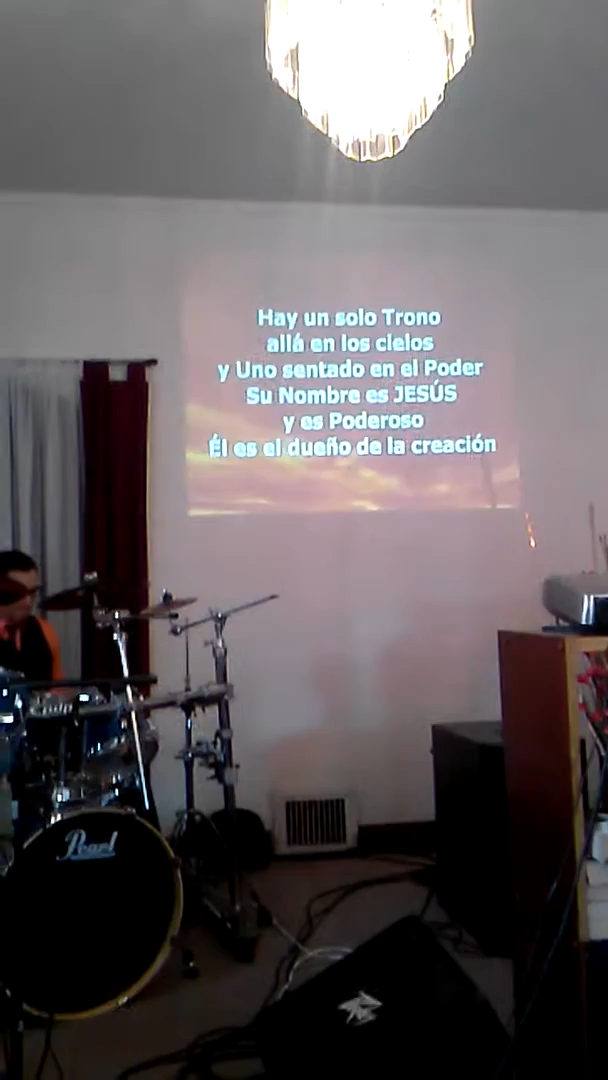 Hay un solo Trono
allá en los cielos
y Uno sentado en el Poder
Su Nombre es JESÚS
y es Poderoso
Él es el dueño de la creación
Pearl